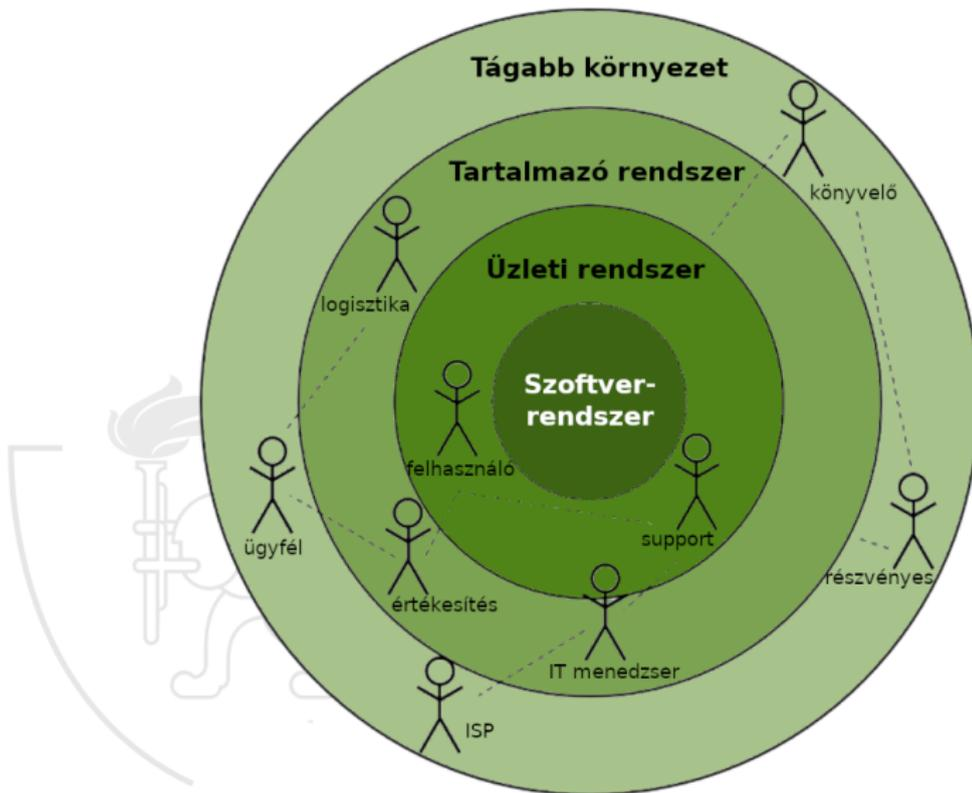 Tágabb környezet
könyvelő
Tartalmazó rendszer
logisztika
Üzleti rendszer
Szoftver-
rendszer
felhasználó
support
ügyfél
értékesítés
részvényes
IT menedzser
ISP